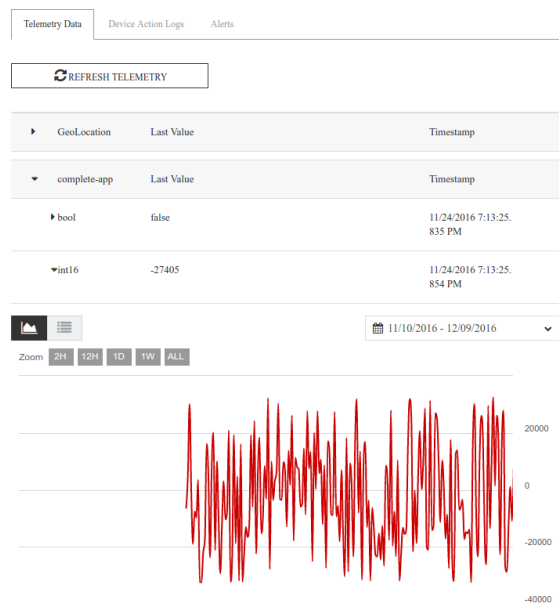 Telemetry Data Device Action Logs Alerts
REFRESH TELEMETRY
GeoLocation Last Value Timestamp
complete-app Last Value Timestamp
bool false 11/24/2016 7:13:25.
835 PM
int16 -27405 11/24/2016 7:13:25.
854 PM
11/10/2016 - 12/09/2016
Zoom 2H 12H 1D 1W ALL
20000
0
-20000
-40000